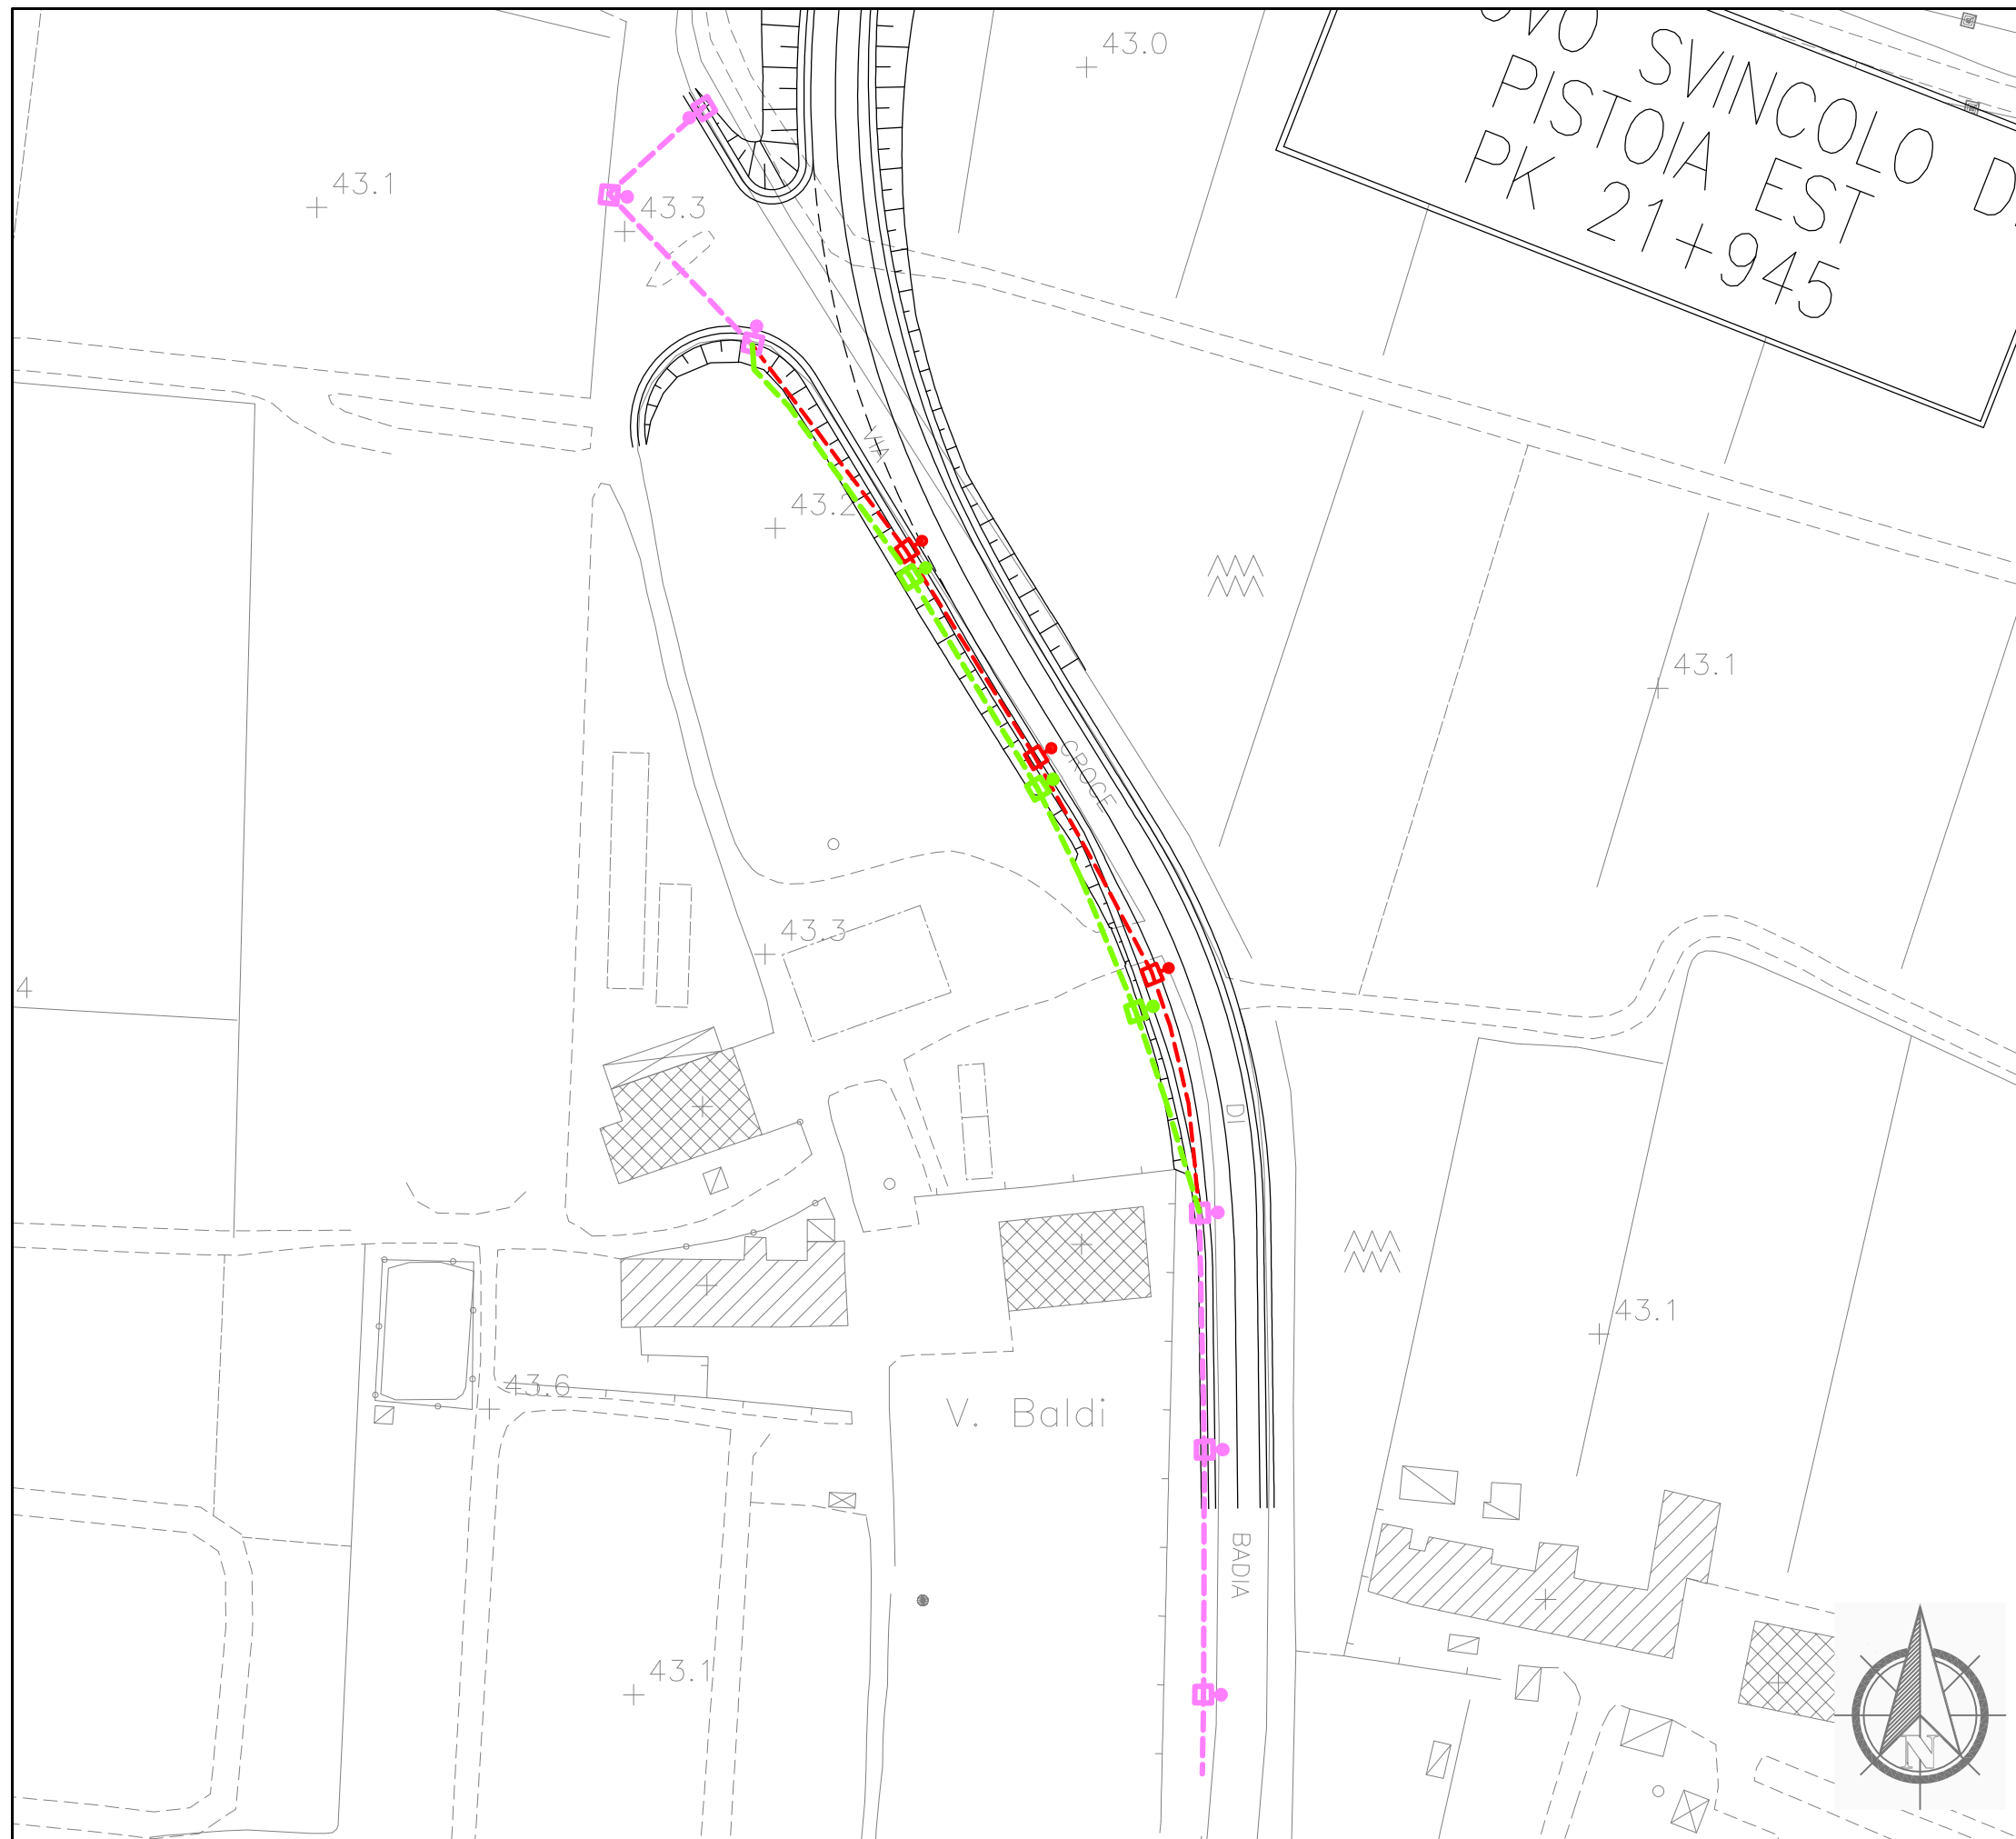 43.0
SVINCOLO
PISTOIA EST
PK 21+945
43.1
43.3
VIA
43.2
43.1
CROCE
43.3
4
DI
43.1
43.6
V. Baldi
BADIA
43.1
N